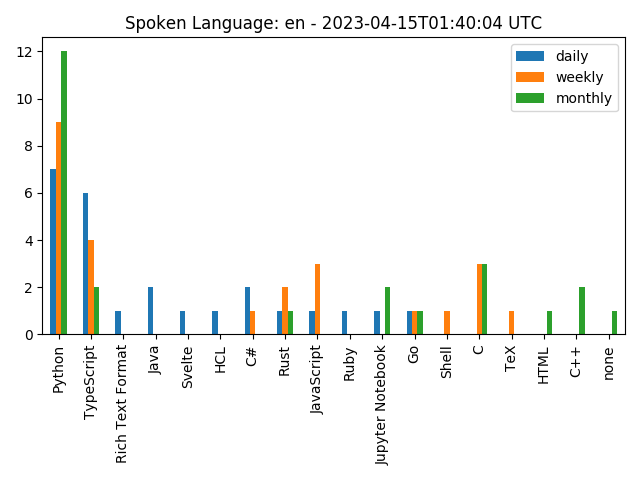 Spoken Language: en - 2023-04-15T01:40:04 UTC
daily
weekly
monthly
12
10
8
6
4
2
0
Python
TypeScript
Rich Text Format
Java
Svelte
HCL
C#
Rust
JavaScript
Ruby
Jupyter Notebook
Go
Shell
C
TeX
HTML
C++
none